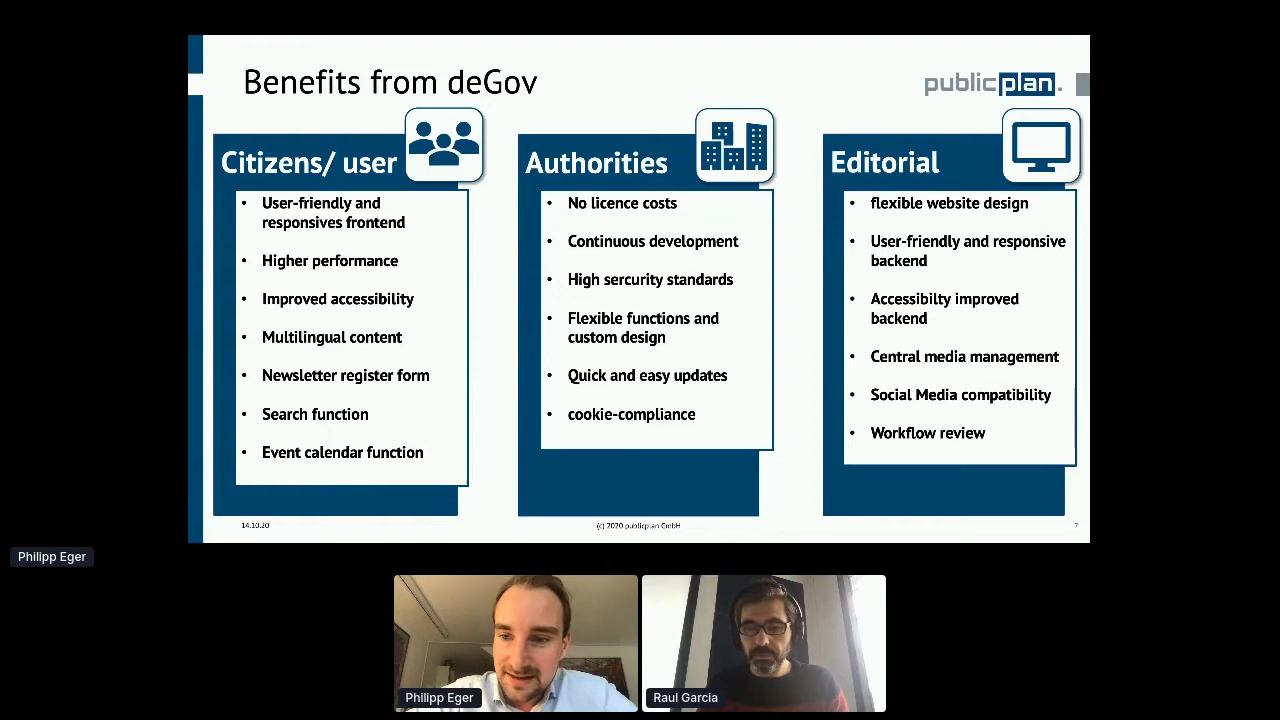 Benefits from deGov
publicplan.
Citizens/ user
• User-friendly and
responsives frontend
• Higher performance
• Improved accessibility
• Multilingual content
• Newsletter register form
• Search function
• Event calendar function
Authorities
• No licence costs
• Continuous development
• High sercurity standards
• Flexible functions and
custom design
• Quick and easy updates
• cookie-compliance
Editorial
• flexible website design
• User-friendly and responsive
backend
• Accessibilty improved
backend
• Central media management
• Social Media compatibility
• Workflow review
14.10.20
(c) 2020 publicplan GmbH
7
Philipp Eger
Philipp Eger
Raul Garcia